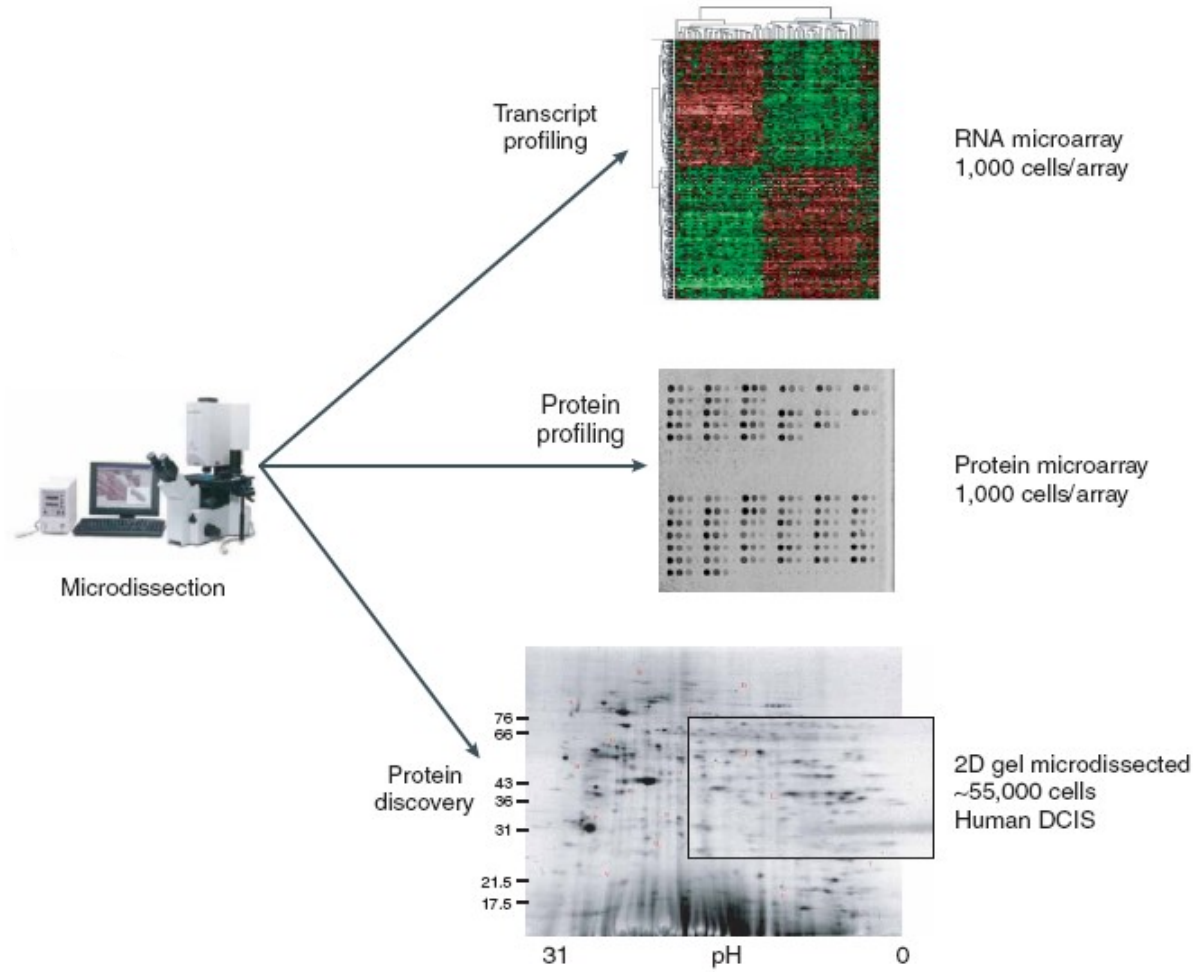 Transcript
profiling
RNA microarray
1,000 cells/array
Protein
profiling
Protein microarray
1,000 cells/array
Microdissection
Protein
discovery
76
66
43
36
31
21.5
17.5
2D gel microdissected
~55,000 cells
Human DCIS
31 pH 0